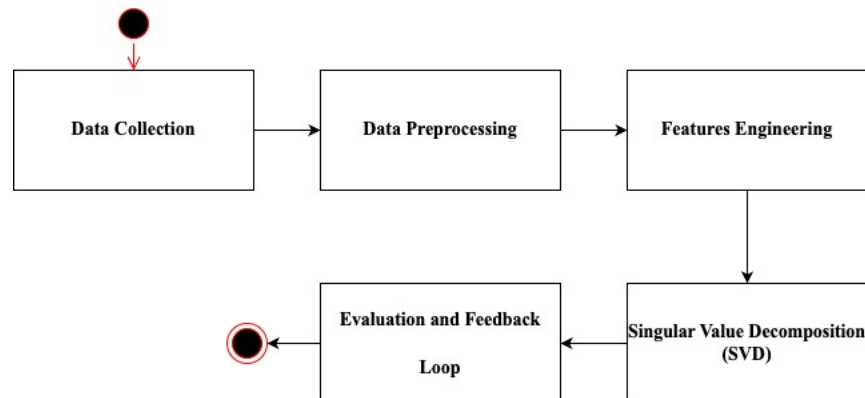 Data Collection
Data Preprocessing
Features Engineering
Singular Value Decomposition
(SVD)
Evaluation and Feedback
Loop